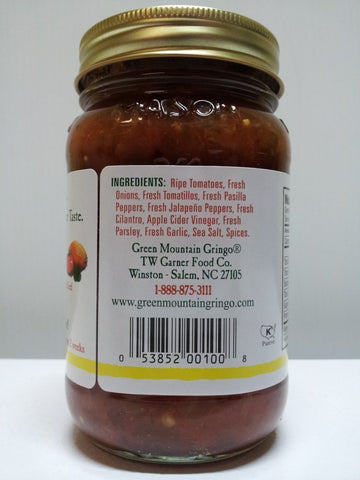 INGREDIENTS: Ripe Tomatoes, Fresh
Onions, Fresh Tomatillos, Fresh Pasilla
Peppers, Fresh Jalapeño Peppers, Fresh
Cilantro, Apple Cider Vinegar, Fresh
Parsley, Fresh Garlic, Sea Salt, Spices.
Green Mountain Gringo®
TW Garner Food Co.
Winston - Salem, NC 27105
1-888-875-3111
www.greenmountaingringo.com
0 53852 00100 8
Taste.
K